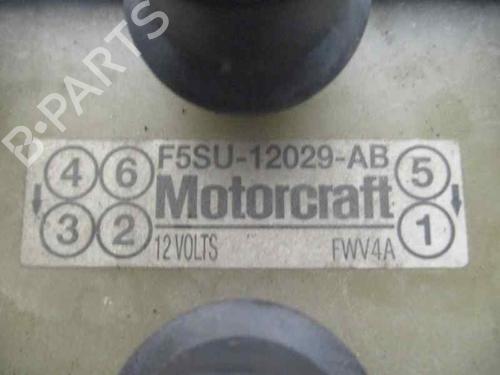 B-PARTS
4 6 F5SU-12029-AB 5
Motorcraft
3 2 12 VOLTS FWV4A 1